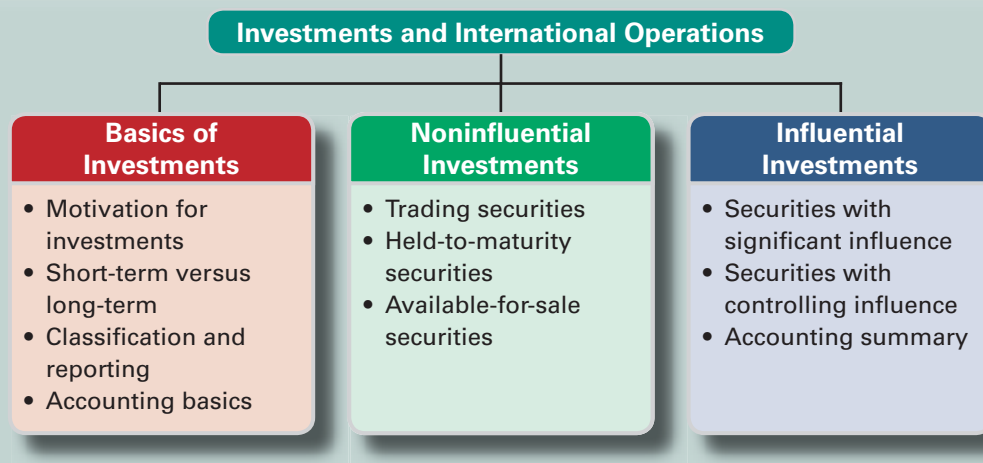 Investments and International Operations
Basics of
Investments
• Motivation for
investments
• Short-term versus
long-term
• Classification and
reporting
• Accounting basics
Noninfluential
Investments
• Trading securities
• Held-to-maturity
securities
• Available-for-sale
securities
Influential
Investments
• Securities with
significant influence
• Securities with
controlling influence
• Accounting summary